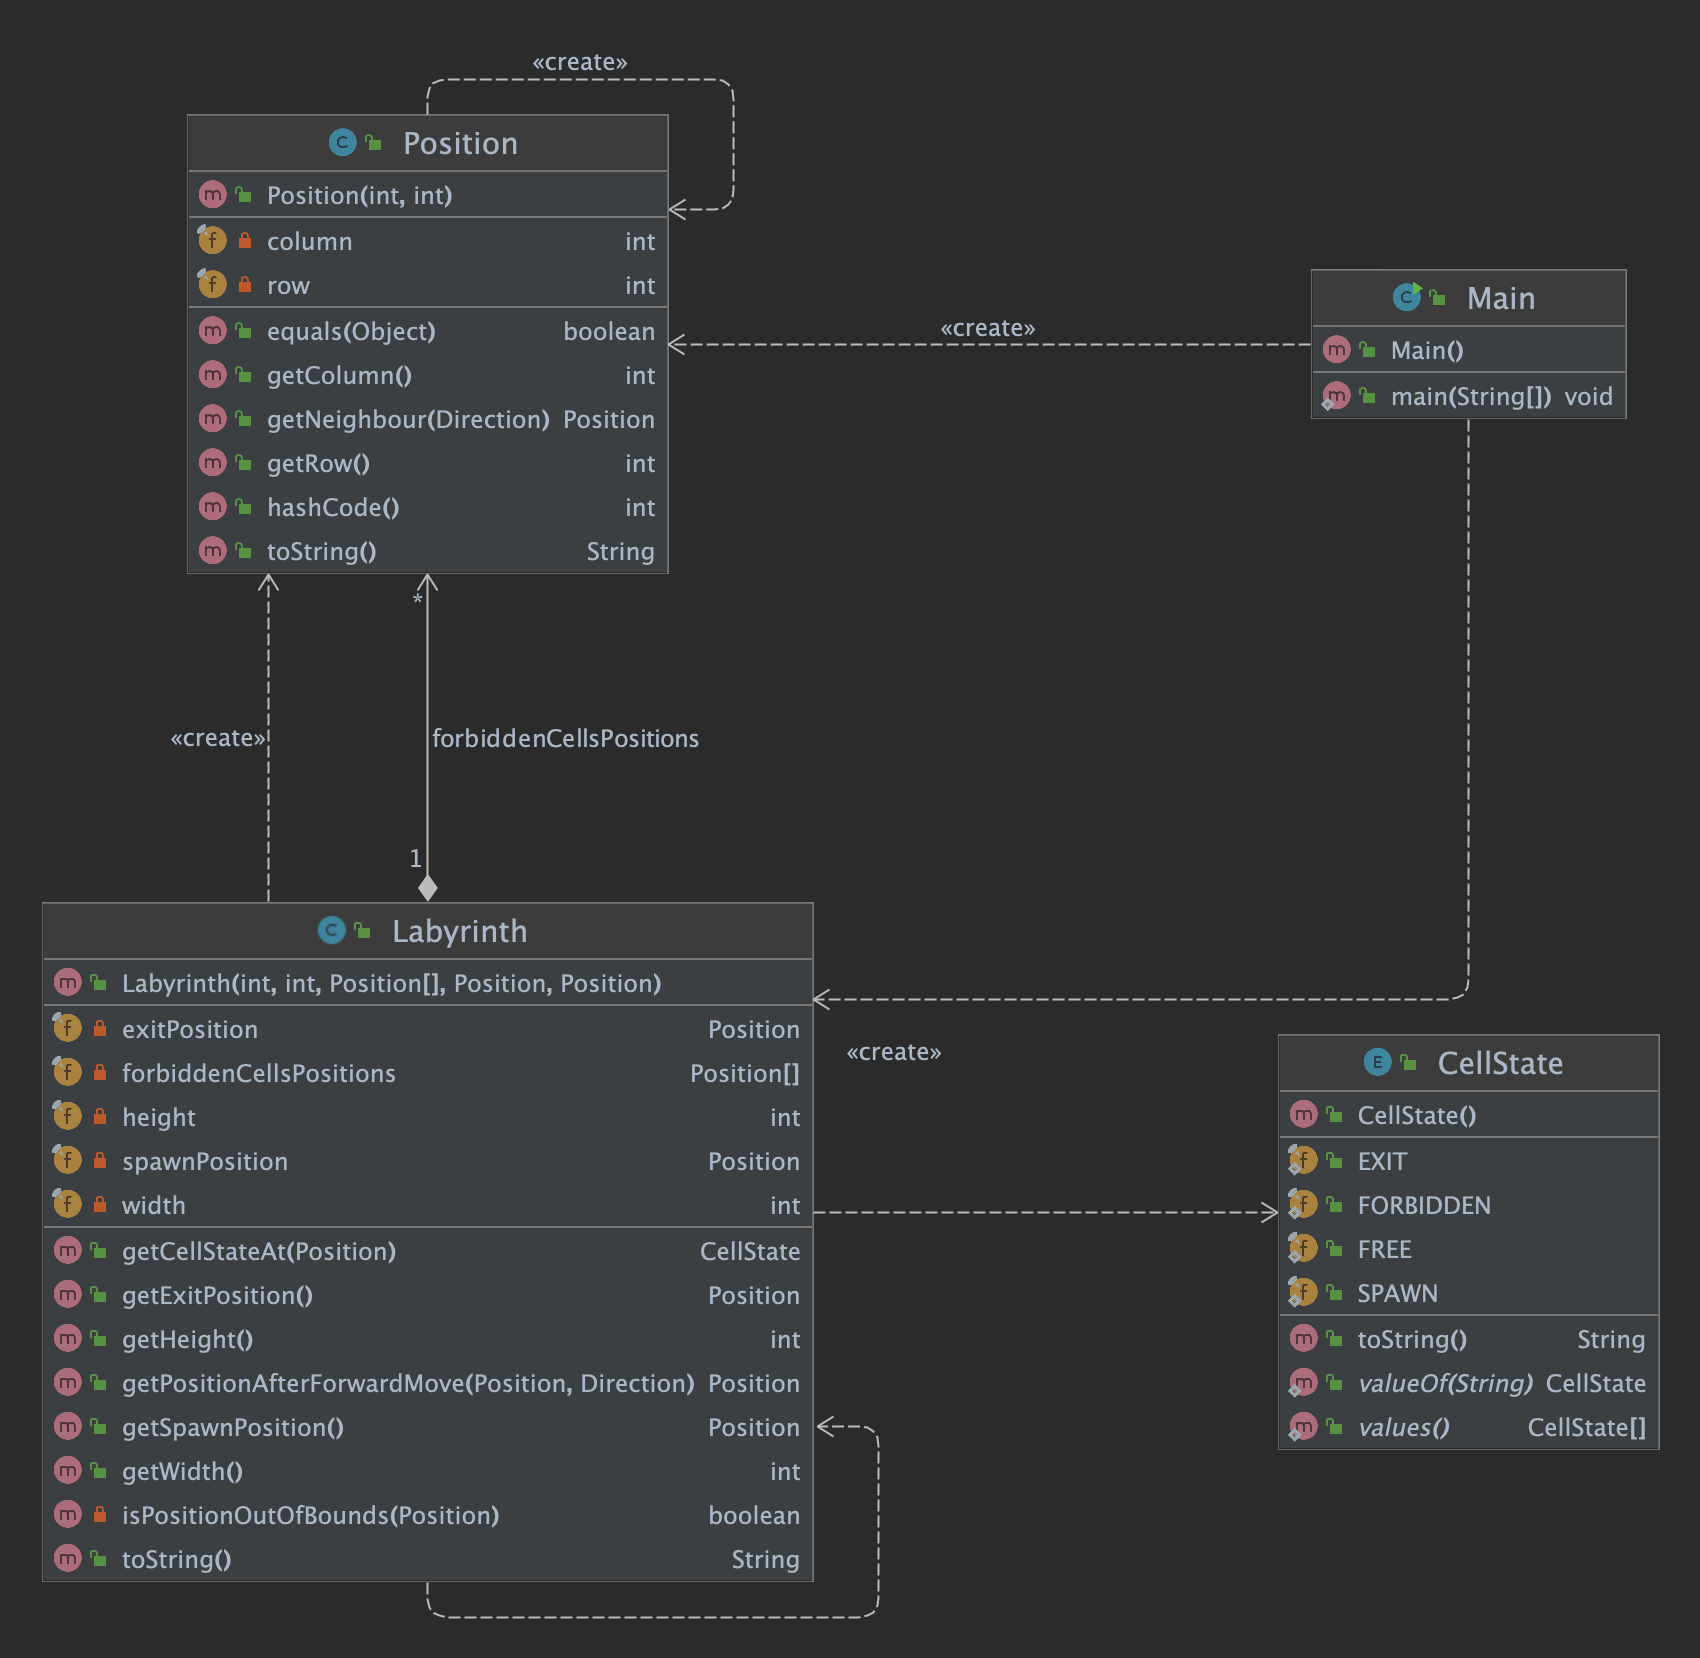 «create»
Position
Position(int, int)
column int
row int
equals(Object) boolean
getColumn() int
getNeighbour(Direction) Position
getRow() int
hashCode() int
toString() String
«create»
Main
Main()
main(String[]) void
*
«create»
forbiddenCellsPositions
1
Labyrinth
Labyrinth(int, int, Position[], Position, Position)
exitPosition Position
forbiddenCellsPositions Position[]
height int
spawnPosition Position
width int
getCellStateAt(Position) CellState
getExitPosition() Position
getHeight() int
getPositionAfterForwardMove(Position, Direction) Position
getSpawnPosition() Position
getWidth() int
isPositionOutOfBounds(Position) boolean
toString() String
«create»
CellState
CellState()
EXIT
FORBIDDEN
FREE
SPAWN
toString() String
valueOf(String) CellState
values() CellState[]